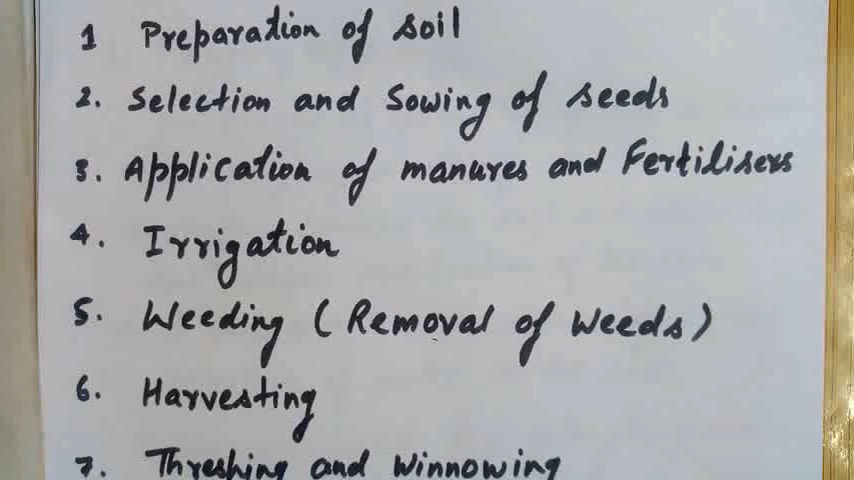 1 Preparation of soil
2. Selection and Sowing of seeds
3. Application of manures and Fertilisers
4. Irrigation
5. Weeding (Removal of Weeds)
6. Harvesting
7. Threshing and Winnowing